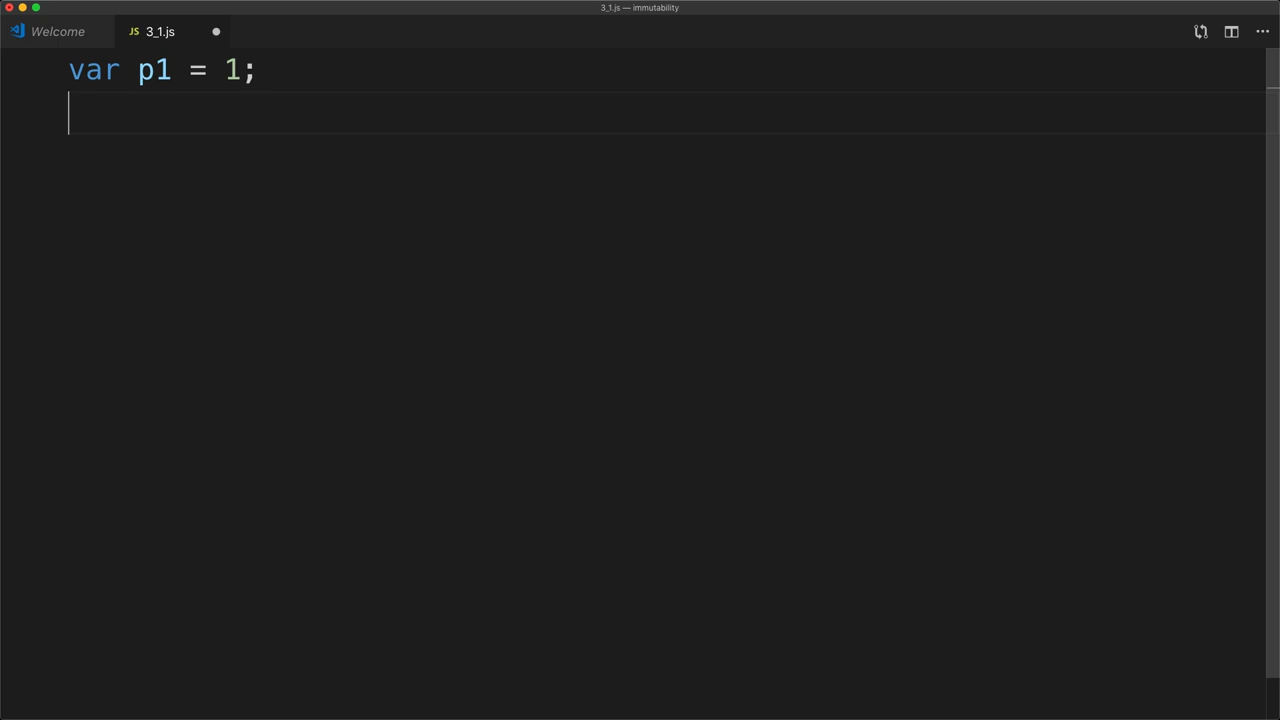 3_1.js — immutability
Welcome
JS 3_1.js
var p1 = 1;